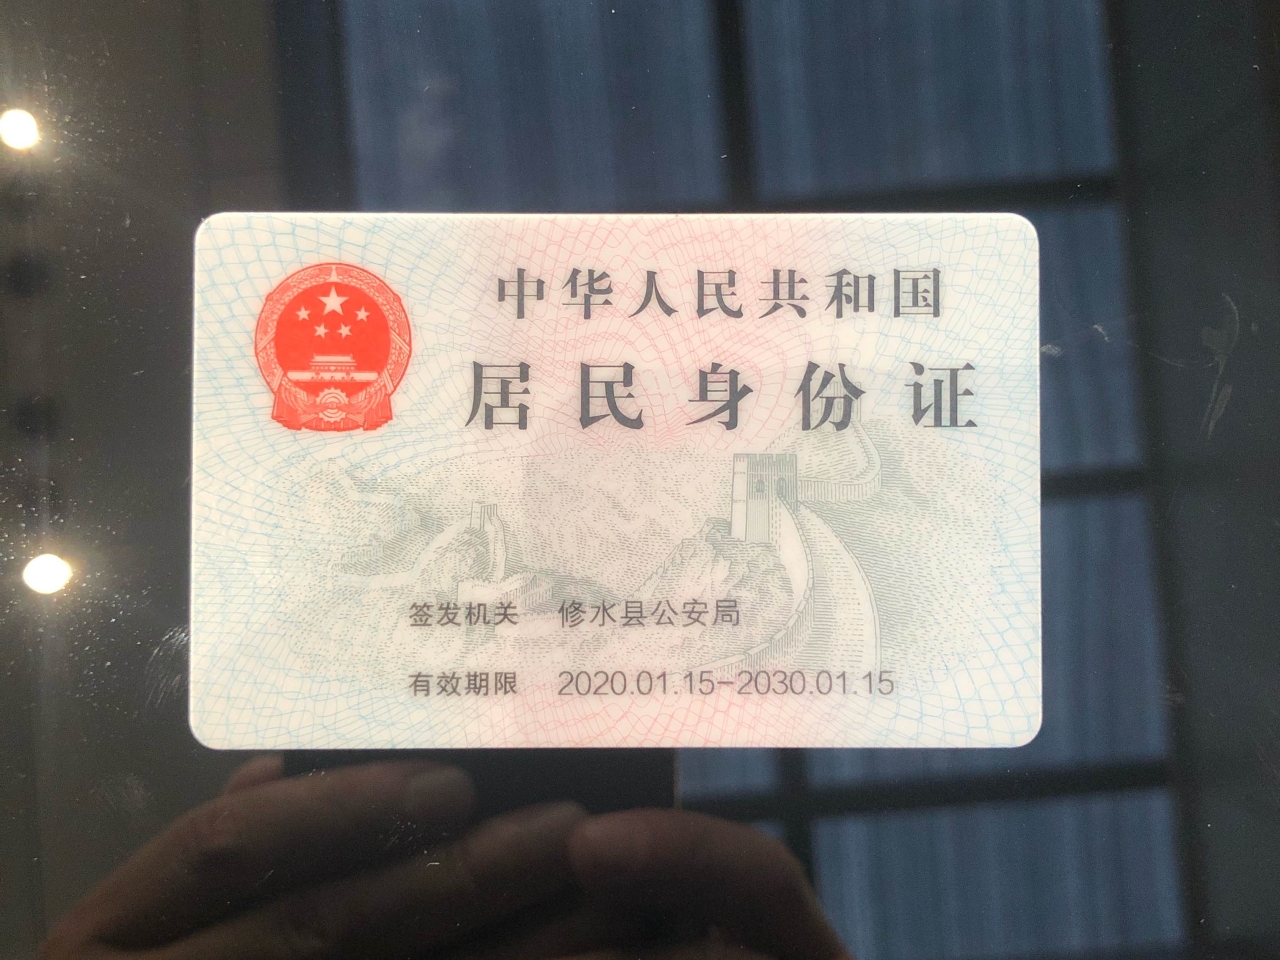 中华人民共和国
居民身份证
签发机关 修水县公安局
有效期限 2020.01.15-2030.01.15